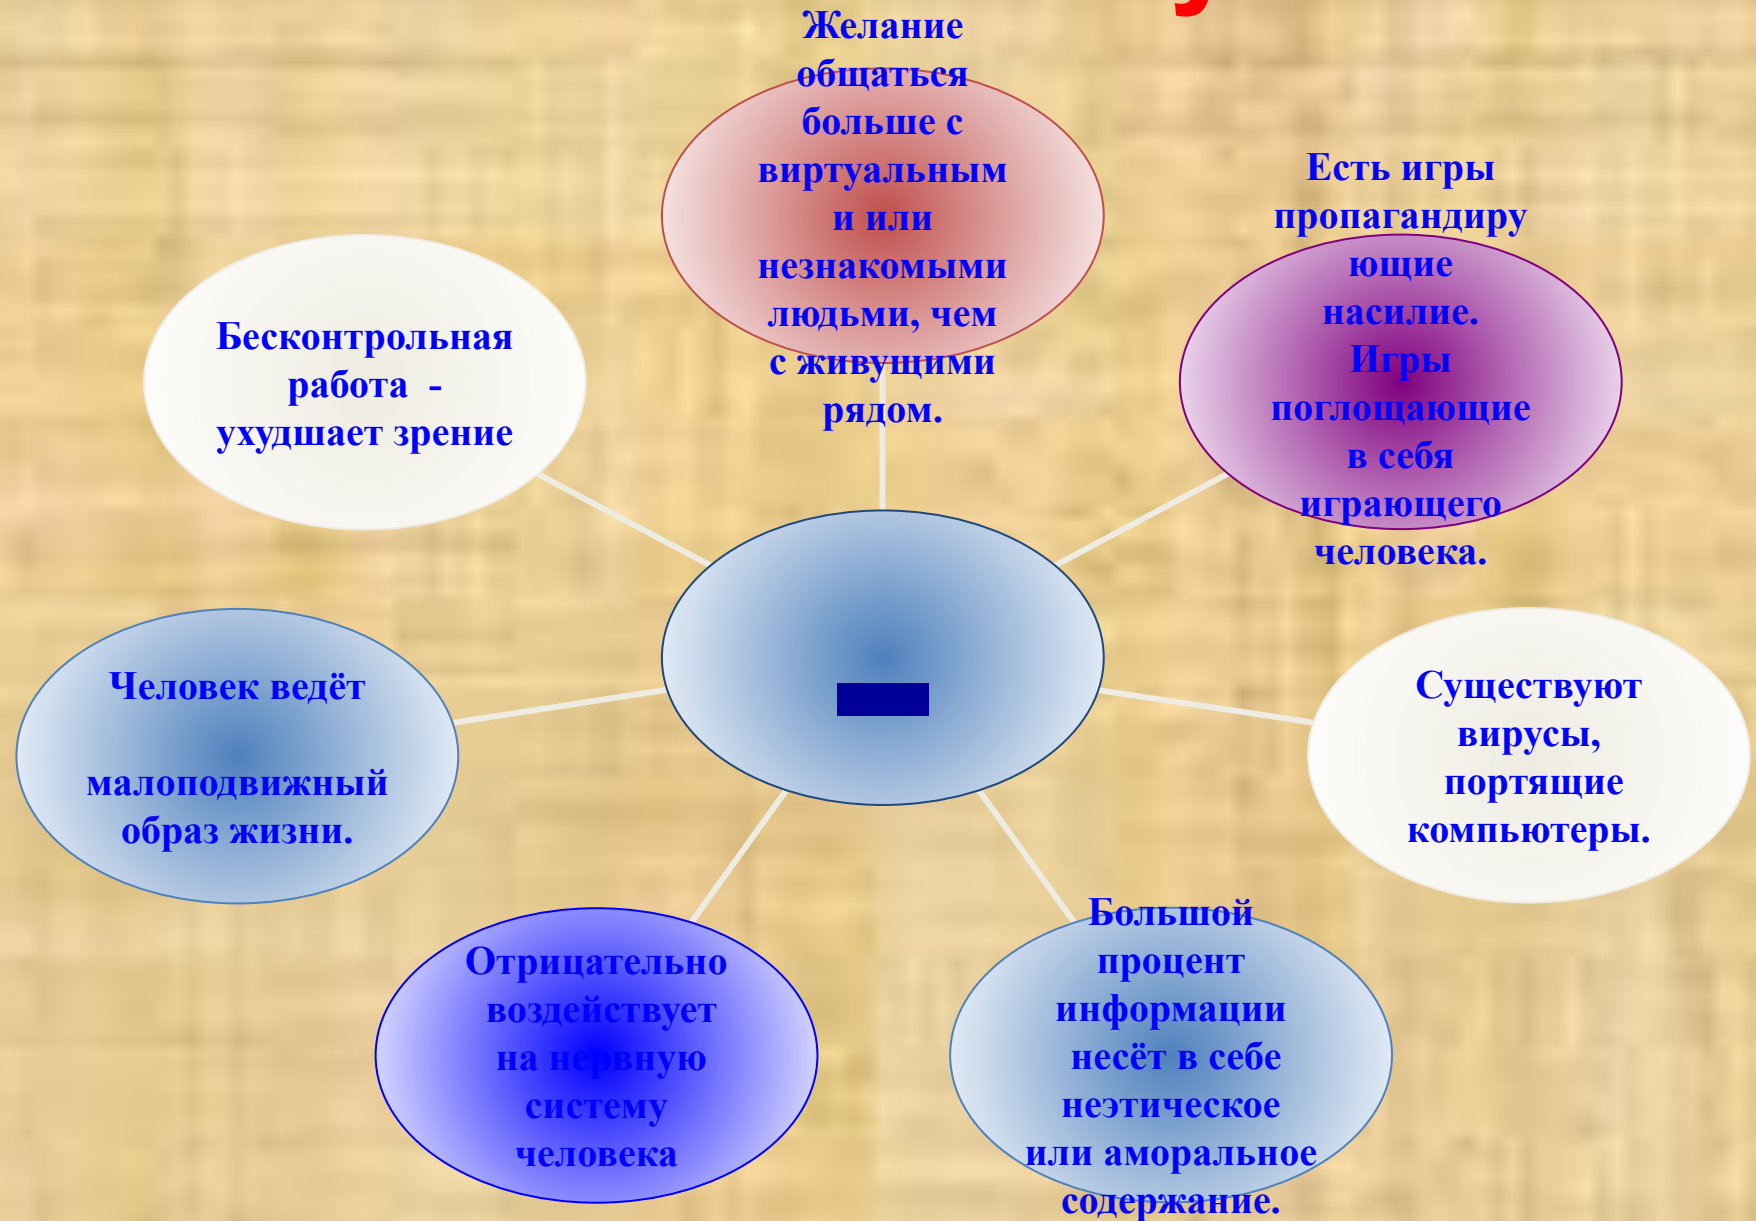 Желание
общаться
больше с
виртуальным
и или
незнакомыми
людьми, чем
с живущими
рядом.
Есть игры
пропагандиру
ющие
насилие.
Игры
поглощающие
в себя
играющего
человека.
Существуют
вирусы,
портящие
компьютеры.
Большой
процент
информации
несёт в себе
неэтическое
или аморальное
содержание.
Отрицательно
воздействует
на нервную
систему
человека
Человек ведёт
малоподвижный
образ жизни.
Бесконтрольная
работа -
ухудшает зрение
-